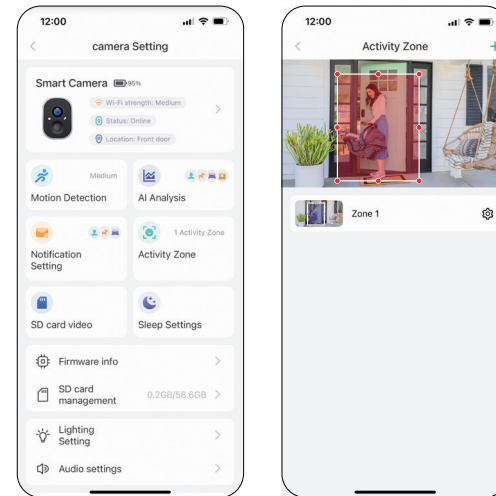 12:00
camera Setting
Smart Camera 95%
Wi-Fi strength: Medium
Status: Online
Location: Front door
Medium
Motion Detection
AI Analysis
1 Activity Zone
Notification
Setting
Activity Zone
SD card video
Sleep Settings
Firmware info
SD card
management
0.2GB/58.6GB
Lighting
Setting
Audio settings
12:00
Activity Zone
Zone 1